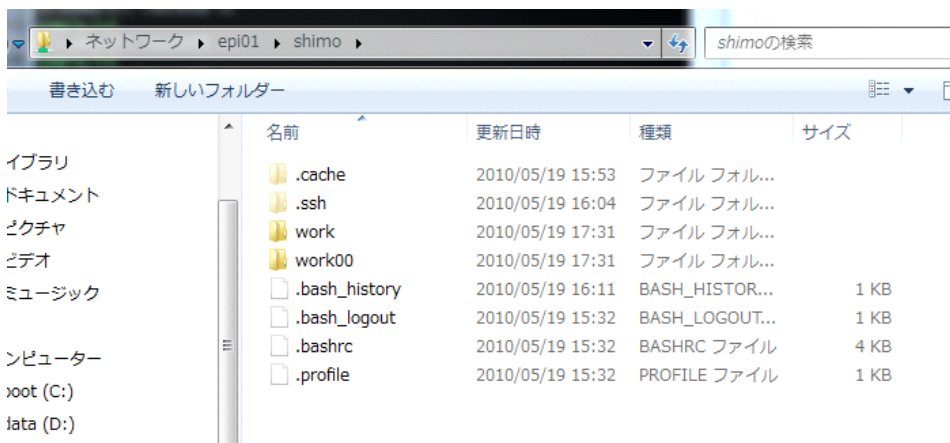 ネットワーク epi01 shimo shimoの検索
書き込む 新しいフォルダー
名前 更新日時 種類 サイズ
イブラリ
ドキュメント
ピクチャ
ビデオ
ミュージック
ンピューター
boot (C:)
data (D:)
.cache 2010/05/19 15:53 ファイル フォル...
.ssh 2010/05/19 16:04 ファイル フォル...
work 2010/05/19 17:31 ファイル フォル...
work00 2010/05/19 17:31 ファイル フォル...
.bash_history 2010/05/19 16:11 BASH_HISTOR... 1 KB
.bash_logout 2010/05/19 15:32 BASH_LOGOUT... 1 KB
.bashrc 2010/05/19 15:32 BASHRC ファイル 4 KB
.profile 2010/05/19 15:32 PROFILE ファイル 1 KB